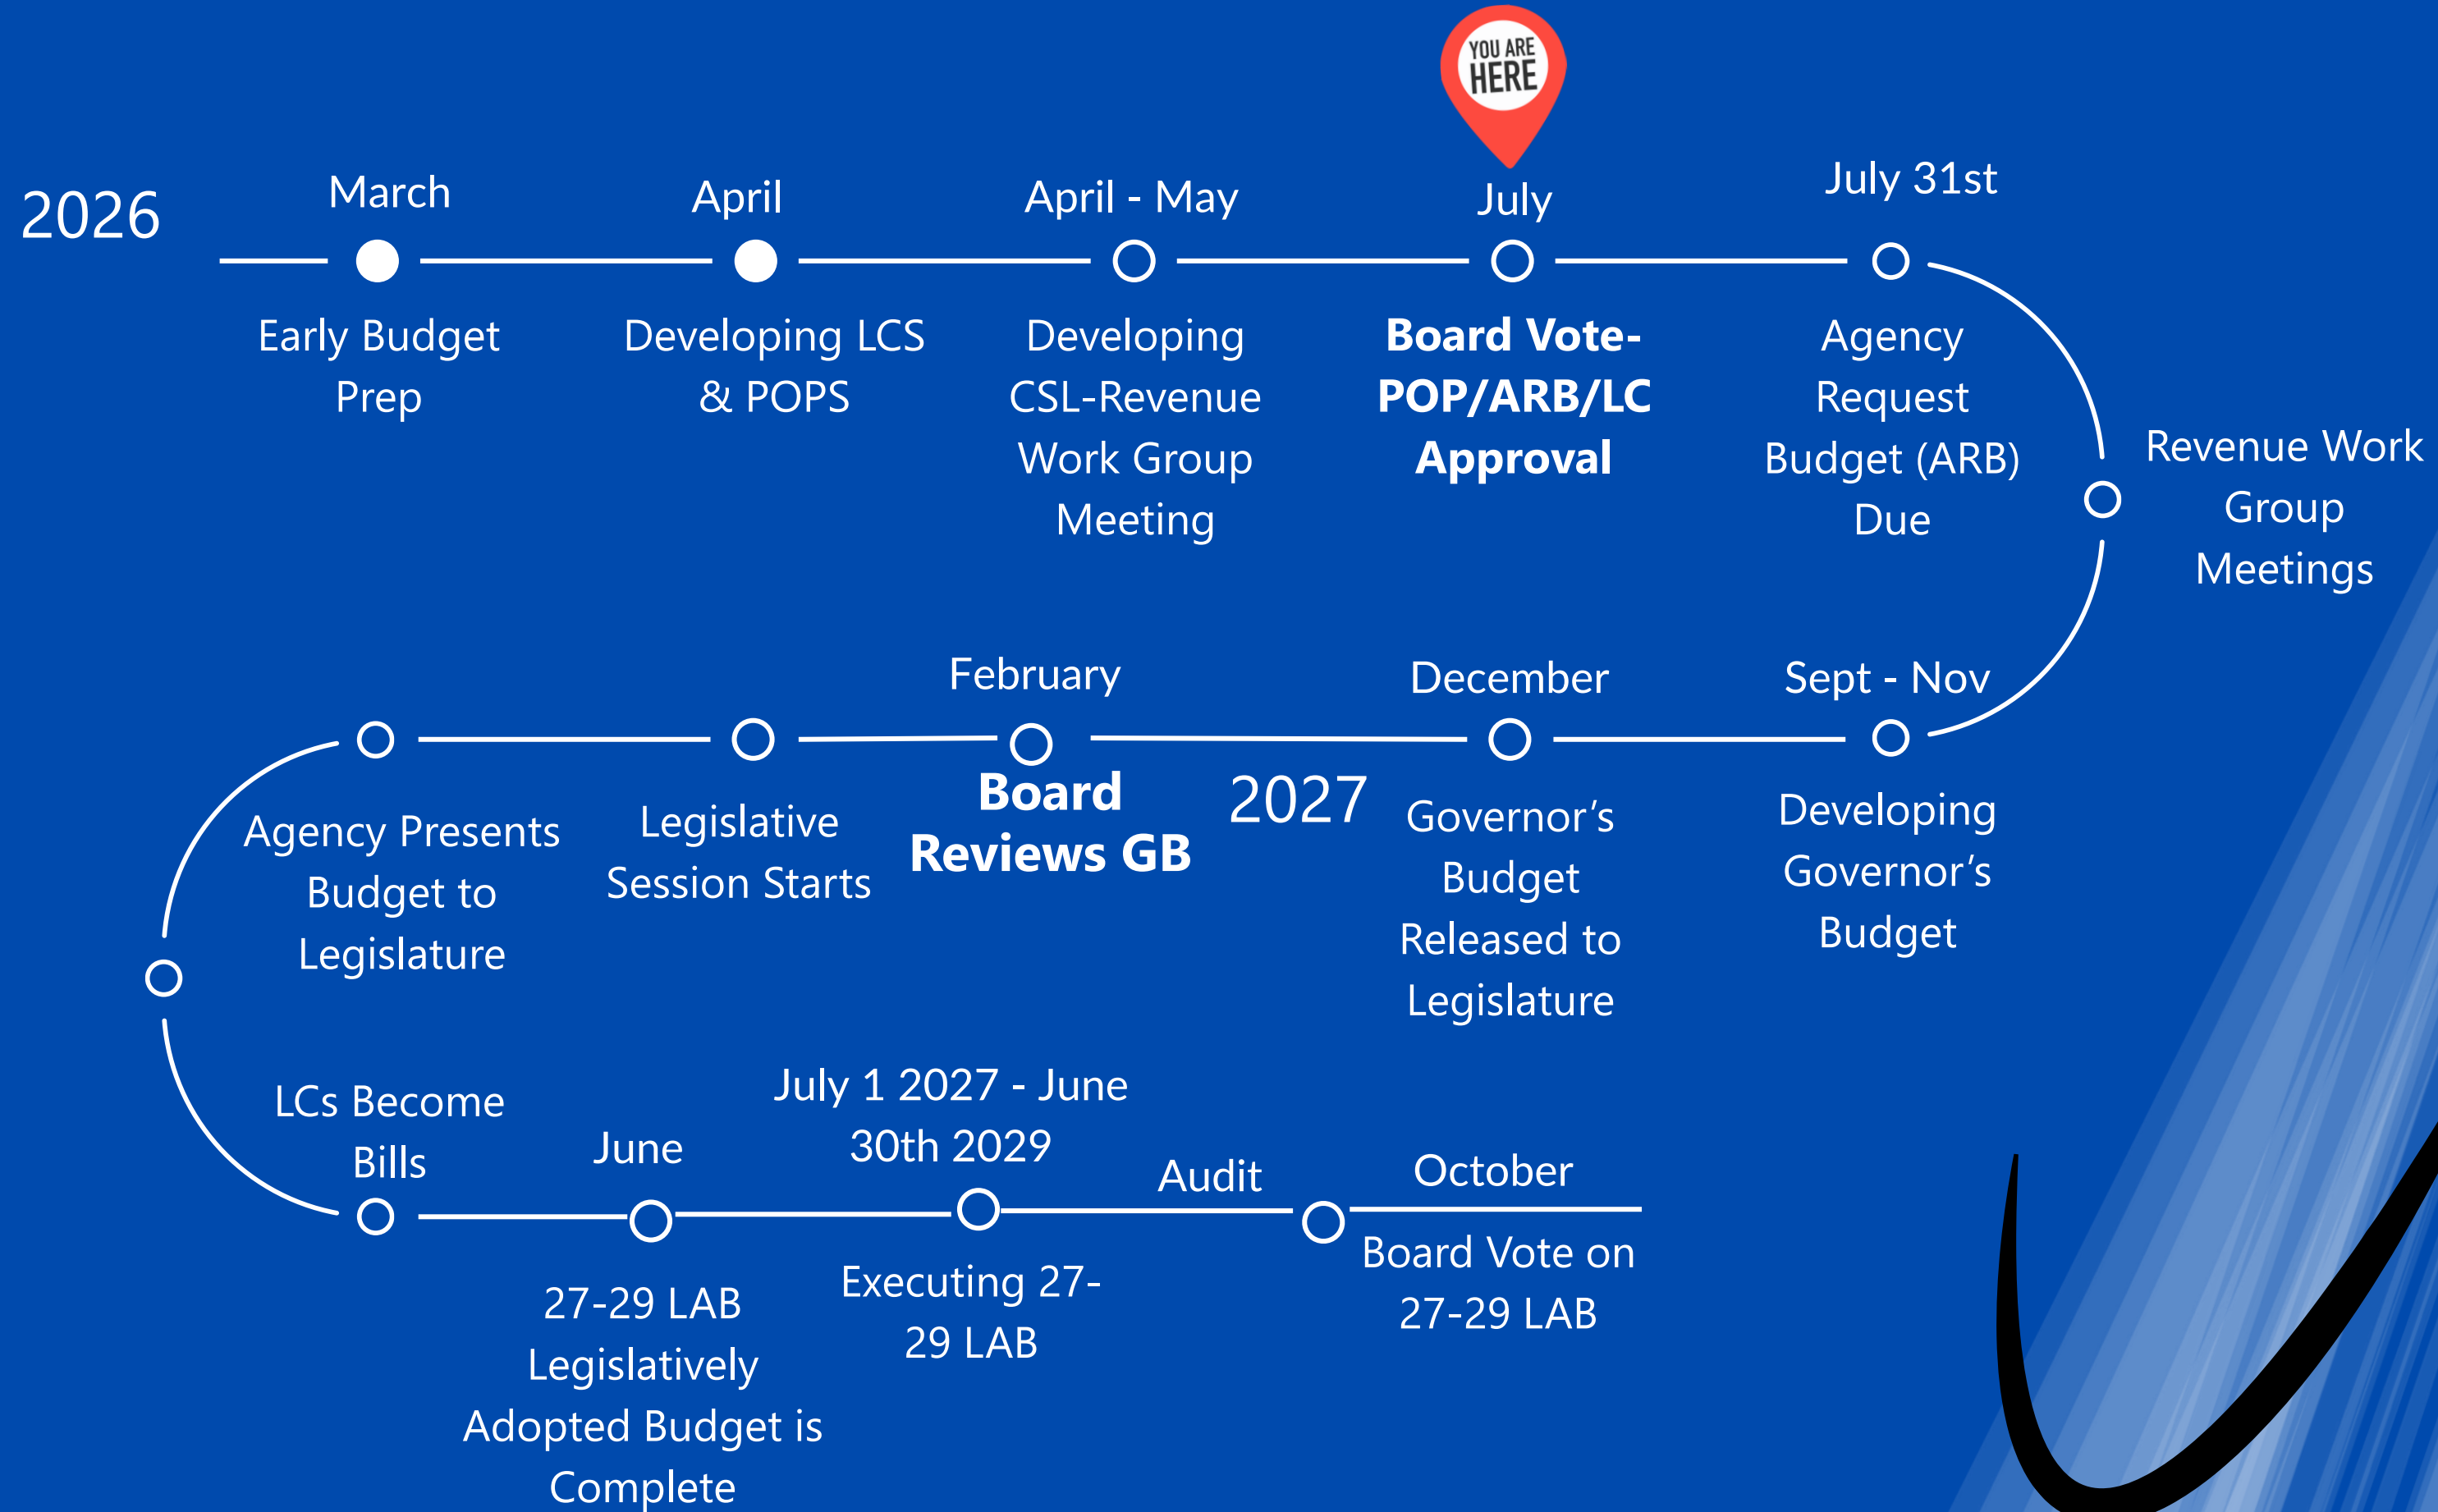 YOU ARE
HERE
2026
March
April
April - May
July
July 31st
Early Budget
Prep
Developing LCS
& POPS
Developing
CSL-Revenue
Work Group
Meeting
Board Vote-
POP/ARB/LC
Approval
Agency
Request
Budget (ARB)
Due
Revenue Work
Group
Meetings
Sept - Nov
Developing
Governor’s
Budget
December
Governor’s
Budget
Released to
Legislature
2027
February
Board
Reviews GB
Legislative
Session Starts
Agency Presents
Budget to
Legislature
LCs Become
Bills
June
27-29 LAB
Legislatively
Adopted Budget is
Complete
July 1 2027 - June
30th 2029
Executing 27-
29 LAB
Audit
October
Board Vote on
27-29 LAB